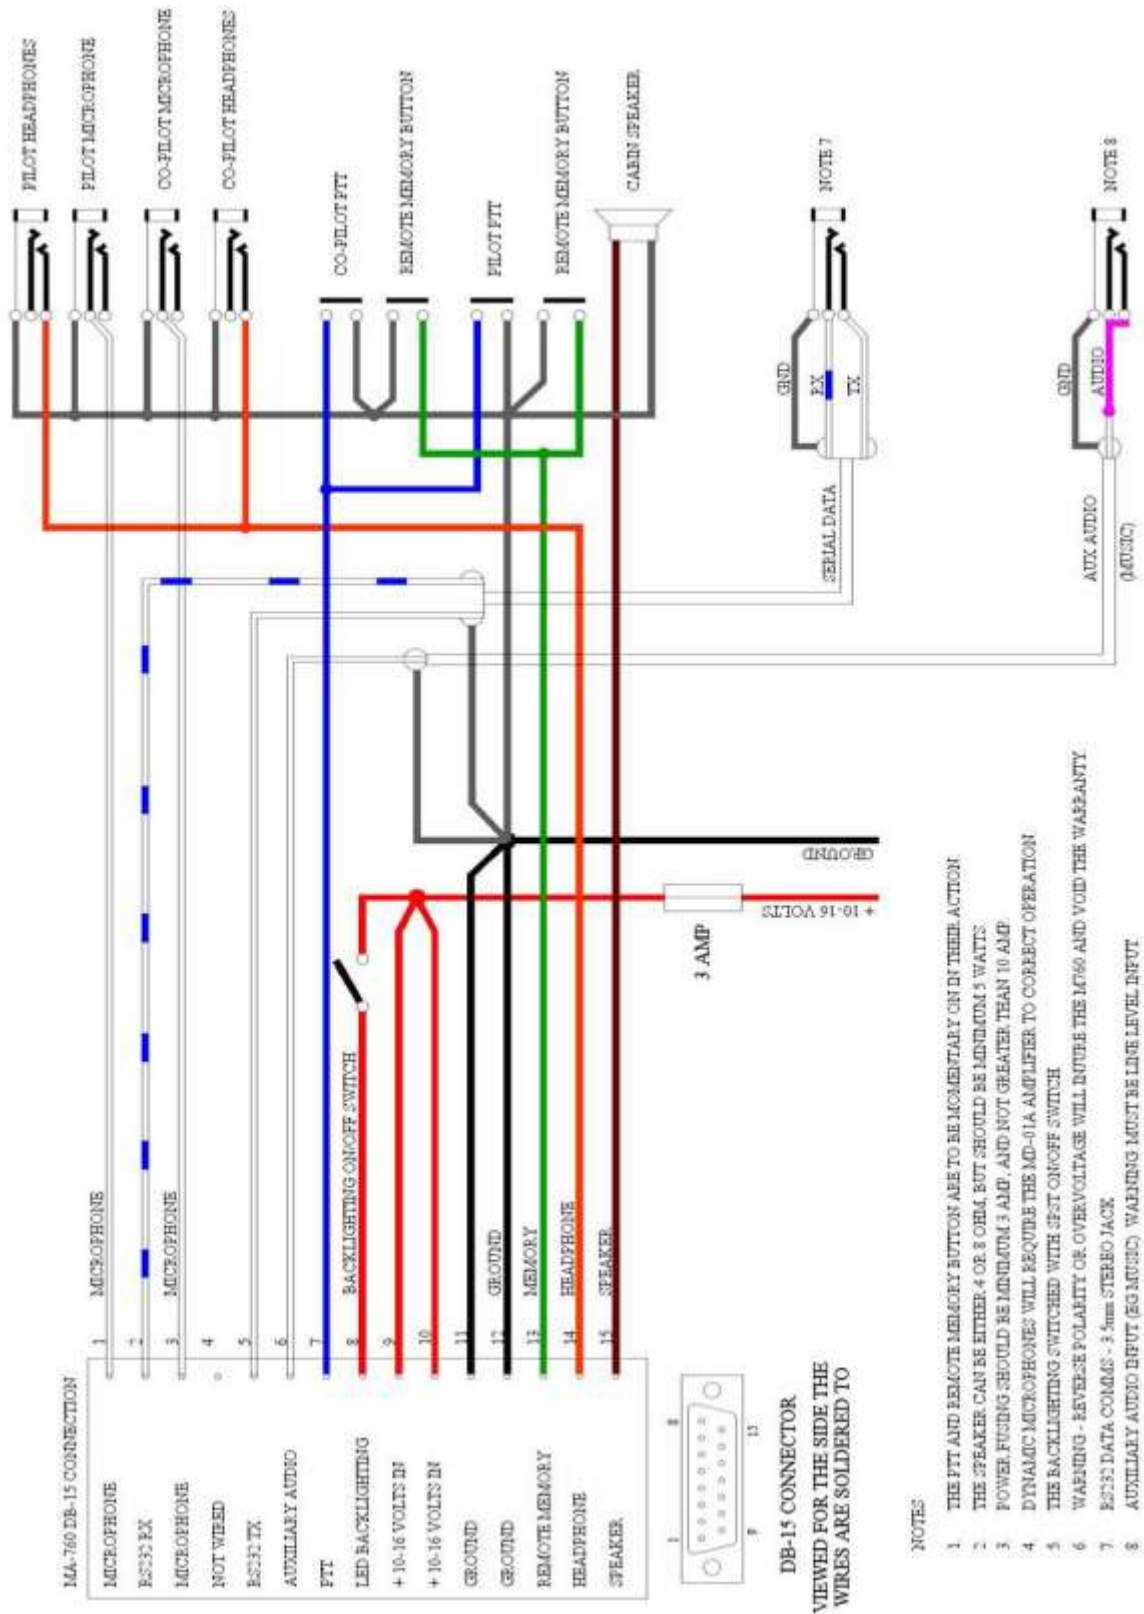 MA-760 DB-15 CONNECTION
MICROPHONE
1
MICROPHONE
RS232 RX
2
MICROPHONE
3
MICROPHONE
NOT WIRED
4
RS232 TX
5
AUXILIARY AUDIO
6
PTT
7
LED BACKLIGHTING
8
BACKLIGHTING ON/OFF SWITCH
+ 10-16 VOLTS IN
9
+ 10-16 VOLTS IN
10
GROUND
11
GROUND
12
GROUND
REMOTE MEMORY
13
MEMORY
HEADPHONE
14
HEADPHONE
SPEAKER
15
SPEAKER
PILOT HEADPHONES
PILOT MICROPHONE
CO-PILOT MICROPHONE
CO-PILOT HEADPHONES
CO-PILOT PTT
REMOTE MEMORY BUTTON
PILOT PTT
REMOTE MEMORY BUTTON
CABIN SPEAKER
GND
RX
TX
NOTE 7
SERIAL DATA
GND
AUDIO
NOTE 8
AUX AUDIO
(MUSIC)
GROUND
+ 10-16 VOLTS
3 AMP
1
8
9
15
DB-15 CONNECTOR
VIEWED FOR THE SIDE THE
WIRES ARE SOLDERED TO
NOTES
1 THE PTT AND REMOTE MEMORY BUTTON ARE TO BE MOMENTARY ON IN THEIR ACTION
2 THE SPEAKER CAN BE EITHER 4 OR 8 OHM, BUT SHOULD BE MINIMUM 5 WATTS
3. POWER FUSING SHOULD BE MINIMUM 3 AMP, AND NOT GREATER THAN 10 AMP.
4 DYNAMIC MICROPHONES WILL REQUIRE THE MD-01A AMPLIFIER TO CORRECT OPERATION
5 THE BACKLIGHTING SWITCHED WITH SPST ON/OFF SWITCH
6 WARNING - REVERSE POLARITY OR OVERVOLTAGE WILL INJURE THE M760 AND VOID THE WARRANTY
7. RS232 DATA COMMS - 3.5mm STEREO JACK
8 AUXILIARY AUDIO INPUT (EG MUSIC) WARNING MUST BE LINE LEVEL INPUT